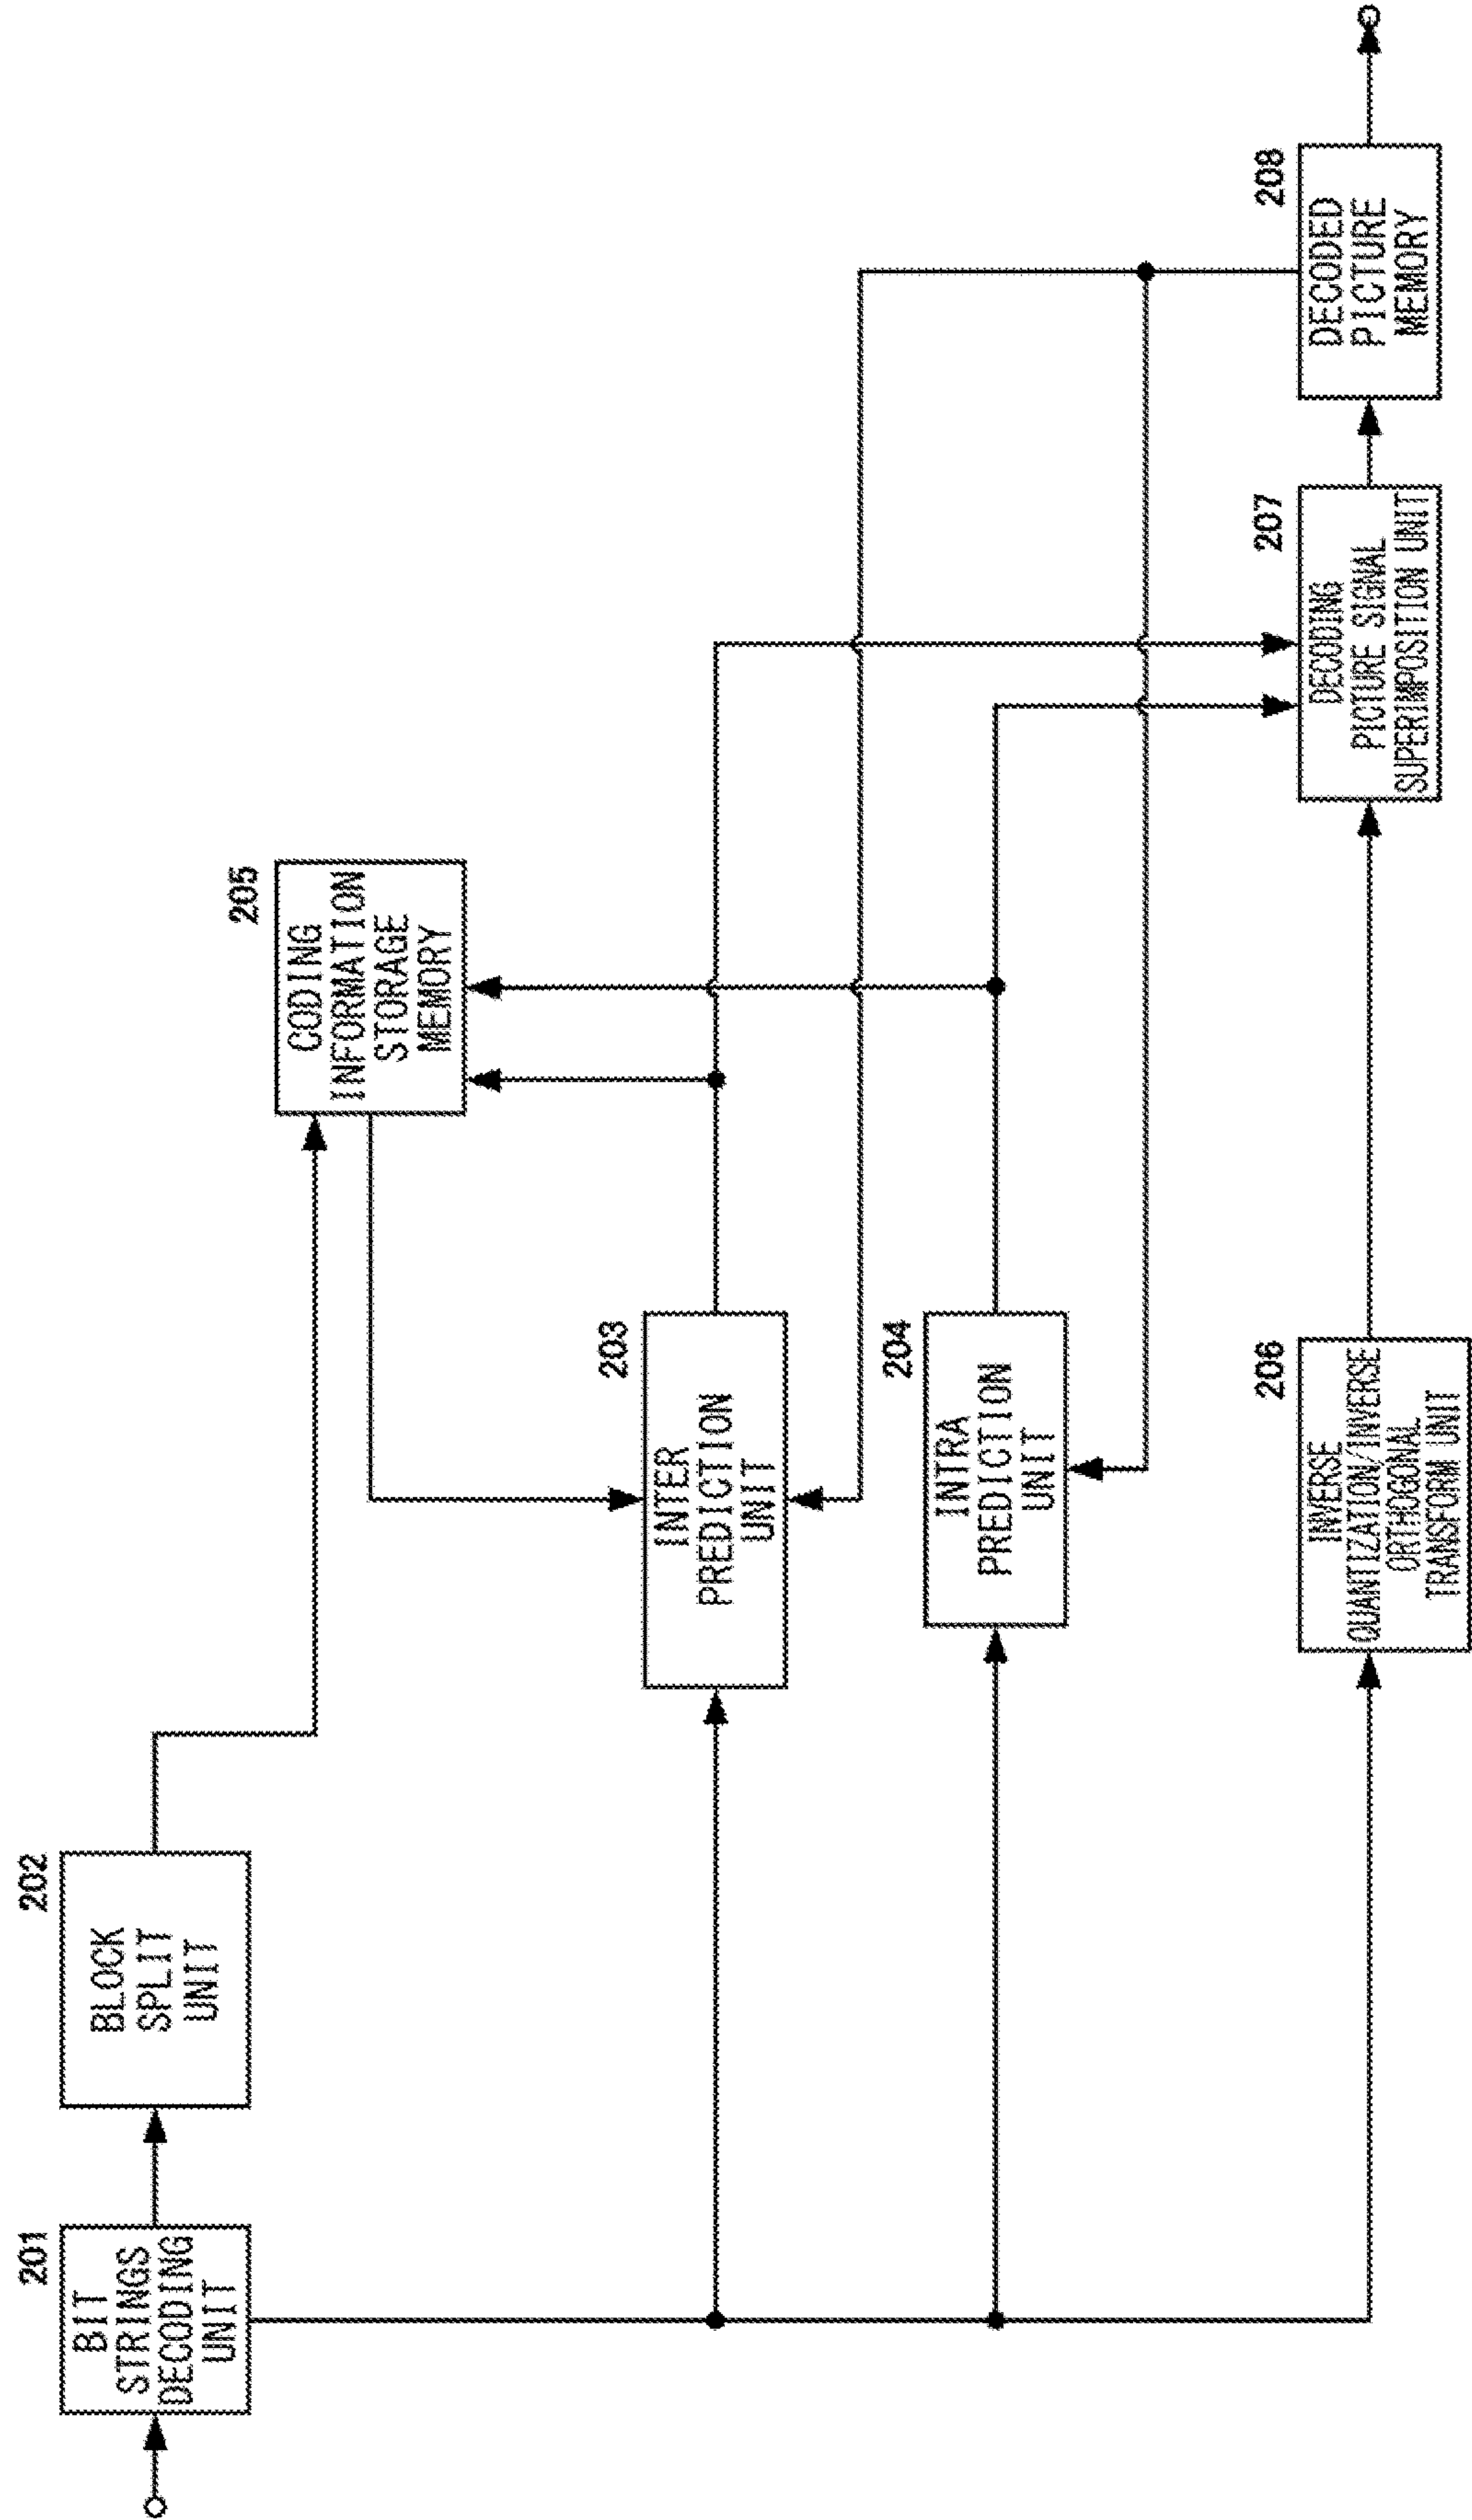 201
BIT
STRINGS
DECODING
UNIT
202
BLOCK
SPLIT
UNIT
205
CODING
INFORMATION
STORAGE
MEMORY
203
INTER
PREDICTION
UNIT
204
INTRA
PREDICTION
UNIT
206
INVERSE
QUANTIZATION/INVERSE
ORTHOGONAL
TRANSFORM UNIT
207
DECODING
PICTURE SIGNAL
SUPERIMPOSITION UNIT
208
DECODED
PICTURE
MEMORY